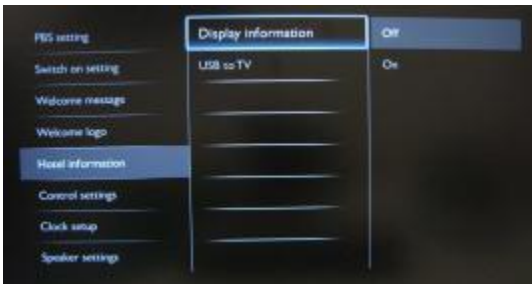 PBS setting
Switch on setting
Welcome message
Welcome logo
Hotel information
Control settings
Clock setup
Speaker settings
Display information
USB to TV
Off
On